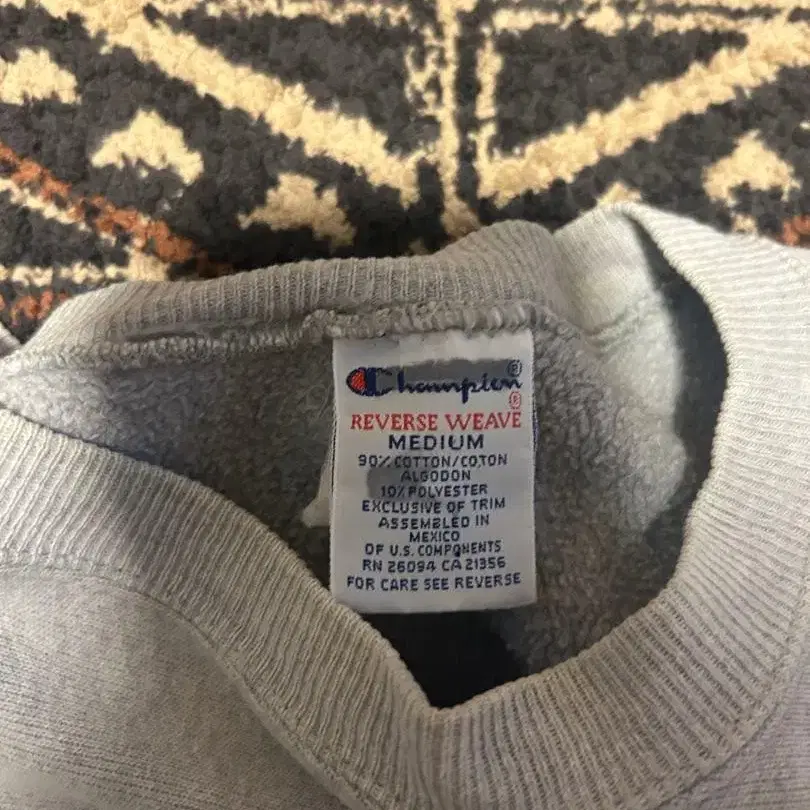 Champion®
®
REVERSE WEAVE
MEDIUM
90% COTTON/COTON
ALGODON
10% POLYESTER
EXCLUSIVE OF TRIM
ASSEMBLED IN
MEXICO
OF U.S. COMPONENTS
RN 26094 CA 21356
FOR CARE SEE REVERSE